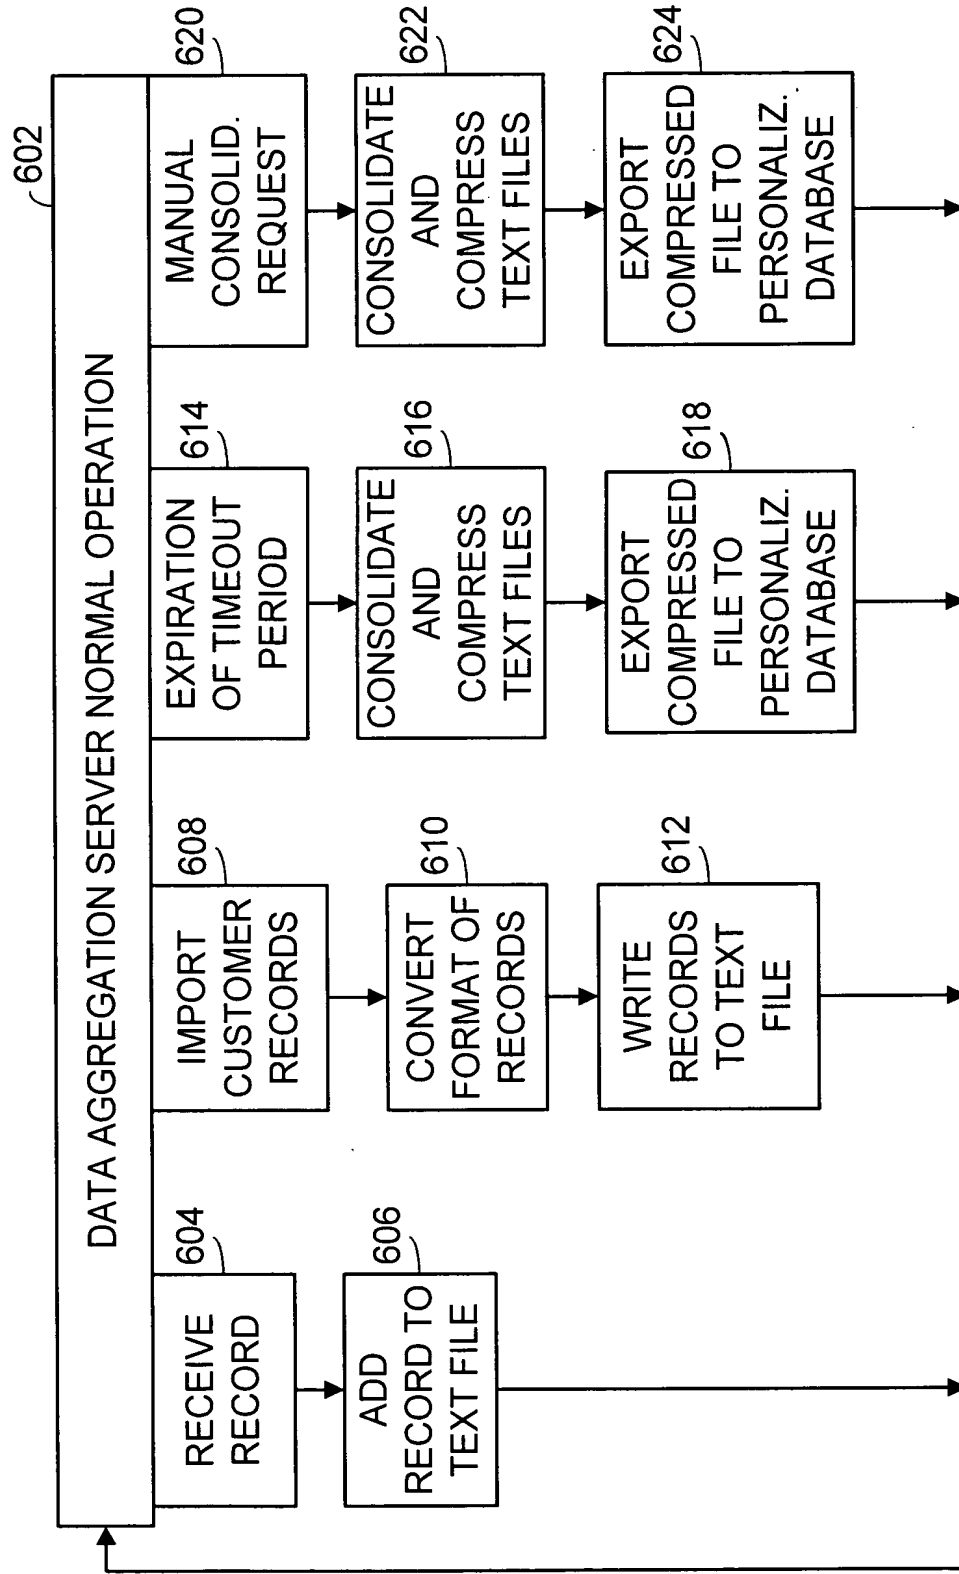 602
DATA AGGREGATION SERVER NORMAL OPERATION
604
RECEIVE
RECORD
606
ADD
RECORD TO
TEXT FILE
608
IMPORT
CUSTOMER
RECORDS
610
CONVERT
FORMAT OF
RECORDS
612
WRITE
RECORDS
TO TEXT
FILE
614
EXPIRATION
OF TIMEOUT
PERIOD
616
CONSOLIDATE
AND
COMPRESS
TEXT FILES
618
EXPORT
COMPRESSED
FILE TO
PERSONALIZ.
DATABASE
620
MANUAL
CONSOLID.
REQUEST
622
CONSOLIDATE
AND
COMPRESS
TEXT FILES
624
EXPORT
COMPRESSED
FILE TO
PERSONALIZ.
DATABASE